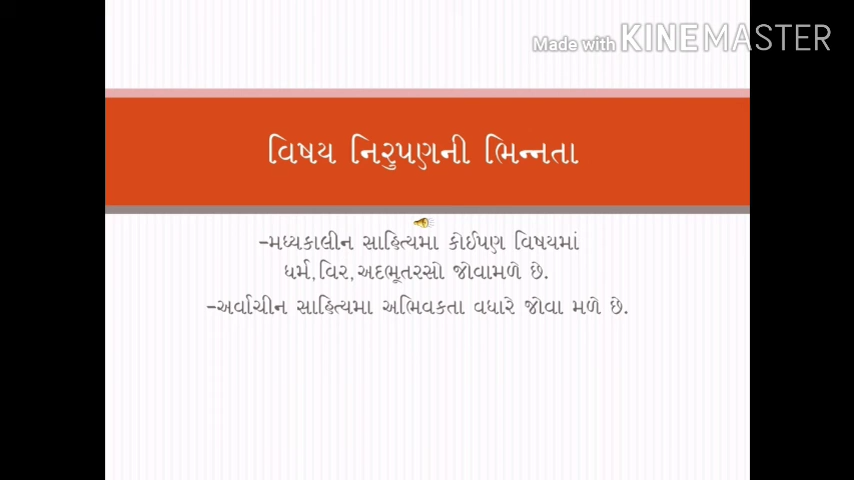 Made with KINEMASTER
વિષય નિરુપણની ભિન્નતા
-મધ્યકાલીન સાહિત્યમા કોઈપણ વિષયમાં
ધર્મ,વિર,અદભૂતરસો જોવામળે છે.
-અર્વાચીન સાહિત્યમા અભિવકતા વધારે જોવા મળે છે.